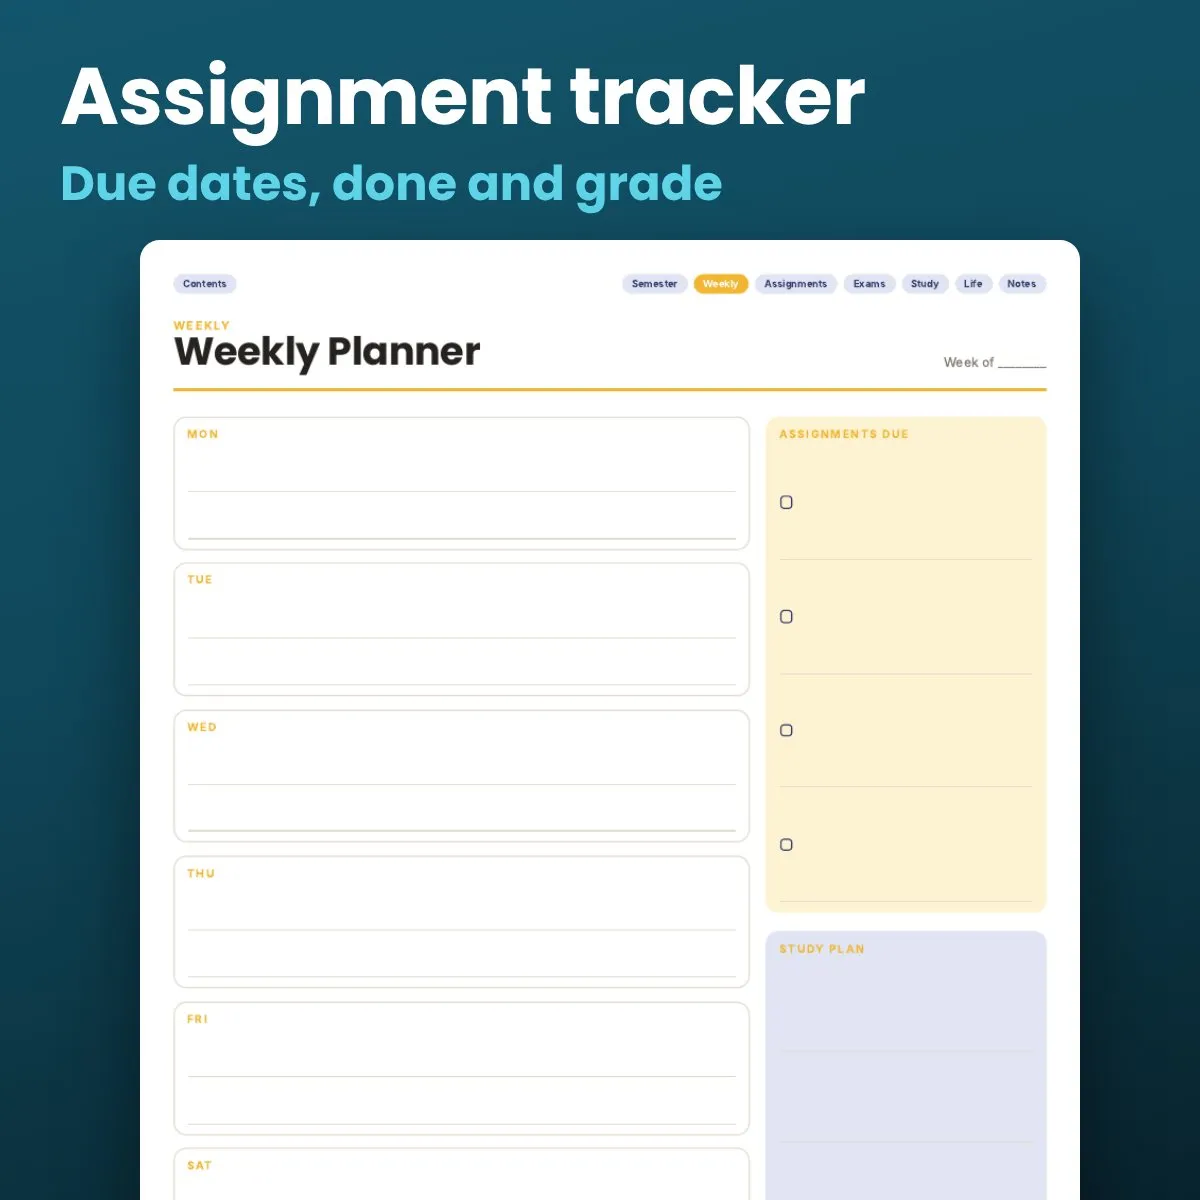 Assignment tracker
Due dates, done and grade
Contents Semester Weekly Assignments Exams Study Life Notes
WEEKLY
Weekly Planner
Week of ________
MON
TUE
WED
THU
FRI
SAT
ASSIGNMENTS DUE
STUDY PLAN